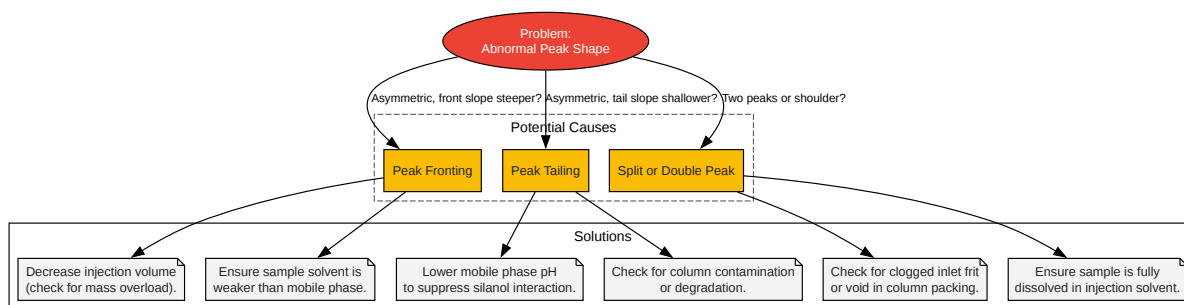 Problem:
Abnormal Peak Shape
Asymmetric, front slope steeper?
Asymmetric, tail slope shallower?
Two peaks or shoulder?
Potential Causes
Peak Fronting
Peak Tailing
Split or Double Peak
Solutions
Decrease injection volume
(check for mass overload).
Ensure sample solvent is
weaker than mobile phase.
Lower mobile phase pH
to suppress silanol interaction.
Check for column contamination
or degradation.
Check for clogged inlet frit
or void in column packing.
Ensure sample is fully
dissolved in injection solvent.